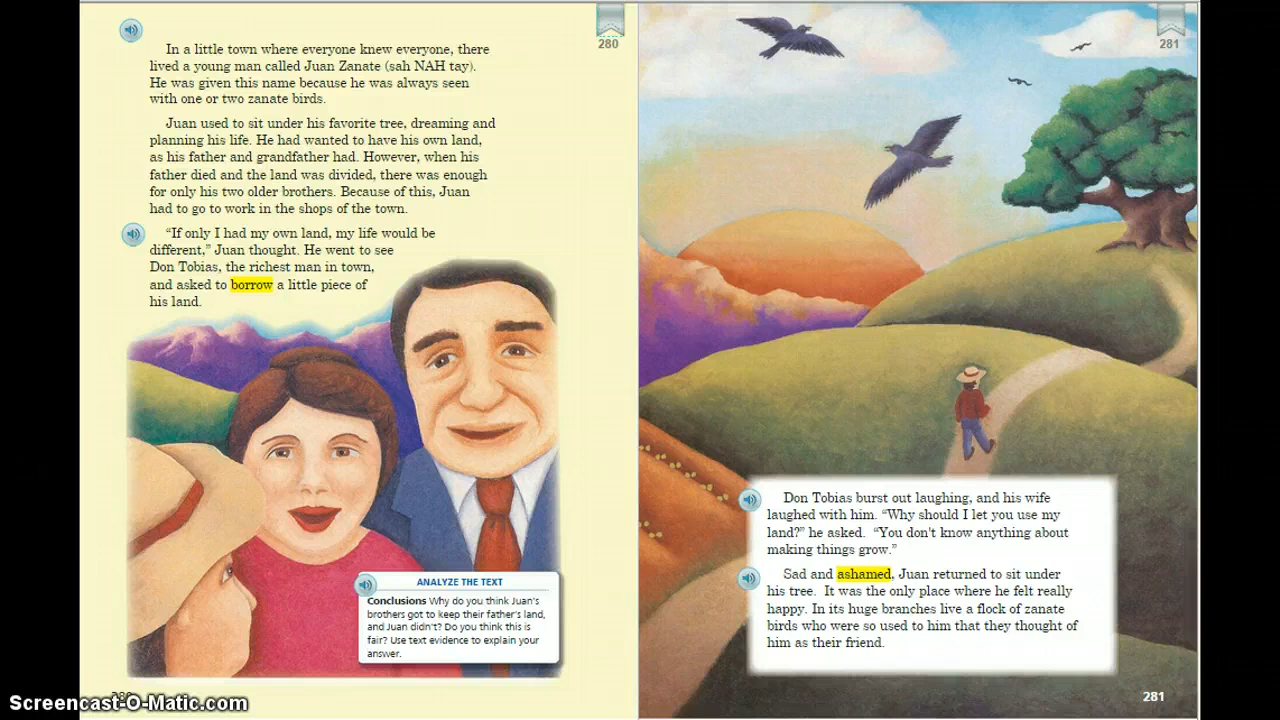 280
In a little town where everyone knew everyone, there
lived a young man called Juan Zanate (sah NAH tay).
He was given this name because he was always seen
with one or two zanate birds.
Juan used to sit under his favorite tree, dreaming and
planning his life. He had wanted to have his own land,
as his father and grandfather had. However, when his
father died and the land was divided, there was enough
for only his two older brothers. Because of this, Juan
had to go to work in the shops of the town.
“If only I had my own land, my life would be
different,” Juan thought. He went to see
Don Tobias, the richest man in town,
and asked to borrow a little piece of
his land.
ANALYZE THE TEXT
Conclusions Why do you think Juan's
brothers got to keep their father's land,
and Juan didn't? Do you think this is
fair? Use text evidence to explain your
answer.
281
Don Tobias burst out laughing, and his wife
laughed with him. “Why should I let you use my
land?” he asked. “You don't know anything about
making things grow.”
Sad and ashamed, Juan returned to sit under
his tree. It was the only place where he felt really
happy. In its huge branches live a flock of zanate
birds who were so used to him that they thought of
him as their friend.
281
Screencast-O-Matic.com